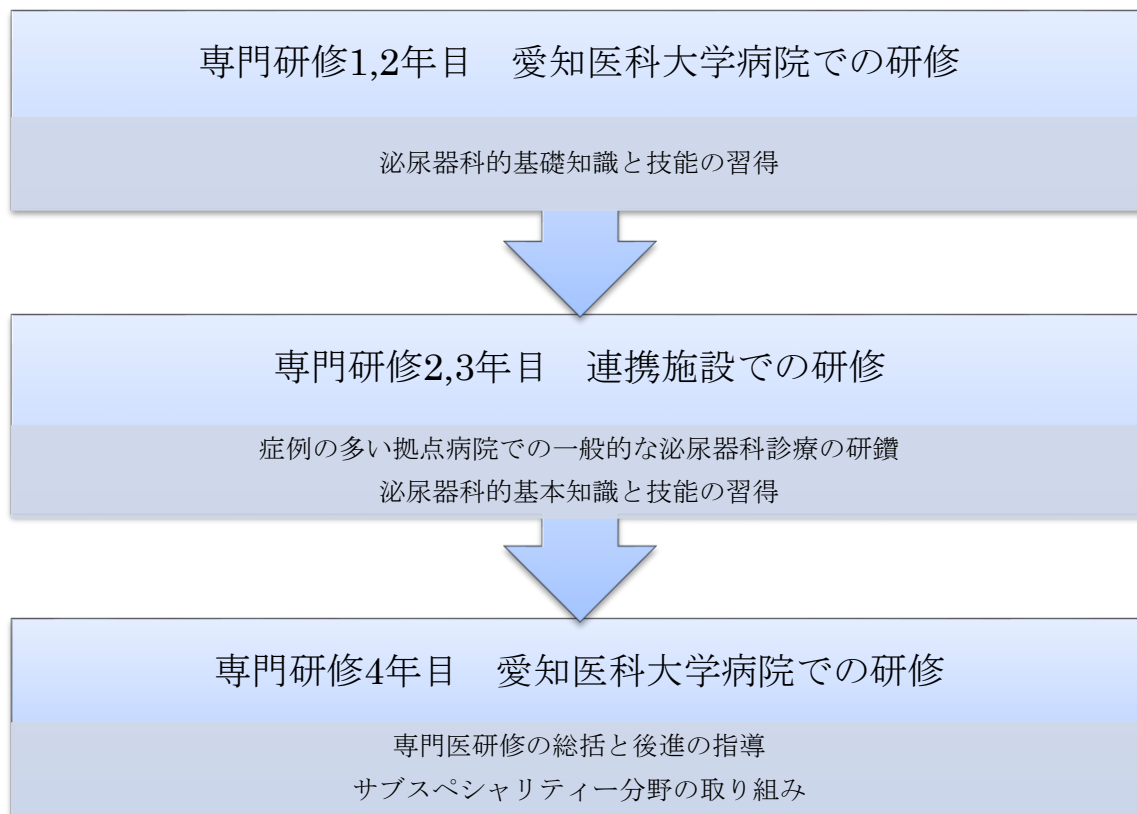 専門研修1,2年目　愛知医科大学病院での研修
泌尿器科的基礎知識と技能の習得
専門研修2,3年目　連携施設での研修
症例の多い拠点病院での一般的な泌尿器科診療の研鑽
泌尿器科的基本知識と技能の習得
専門研修4年目　愛知医科大学病院での研修
専門医研修の総括と後進の指導
サブスペシャリティー分野の取り組み